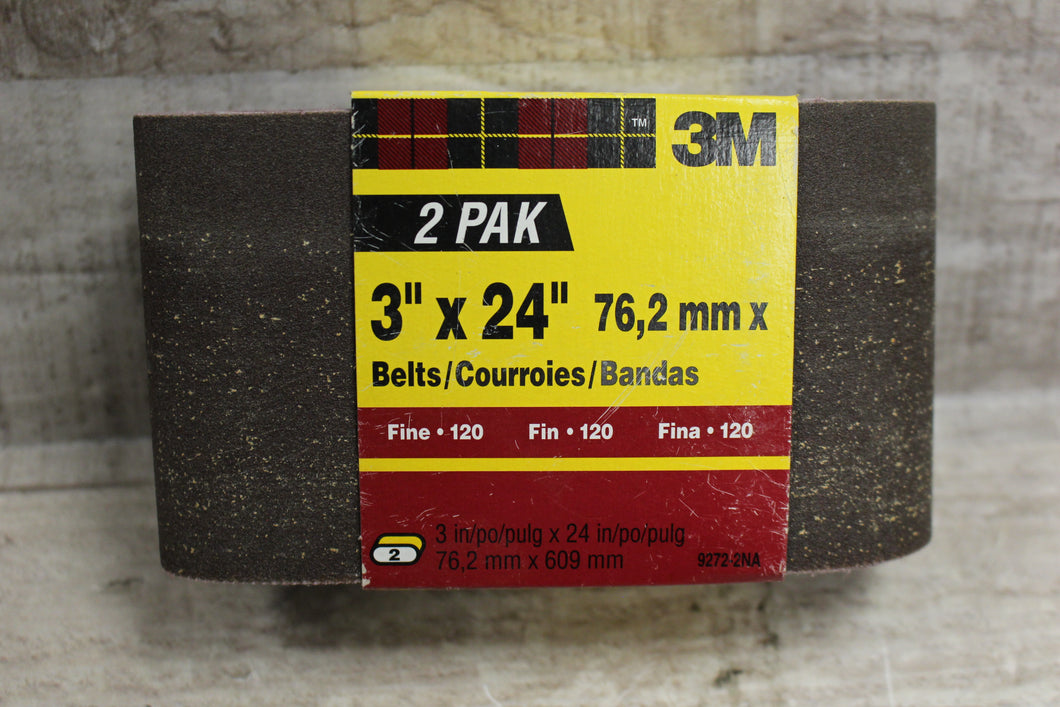 ™ 3M
2 PAK
3" x 24" 76,2 mm x
Belts/Courroies/Bandas
Fine • 120 Fin • 120 Fina • 120
3 in/po/pulg x 24 in/po/pulg
2 76,2 mm x 609 mm 9272-2NA